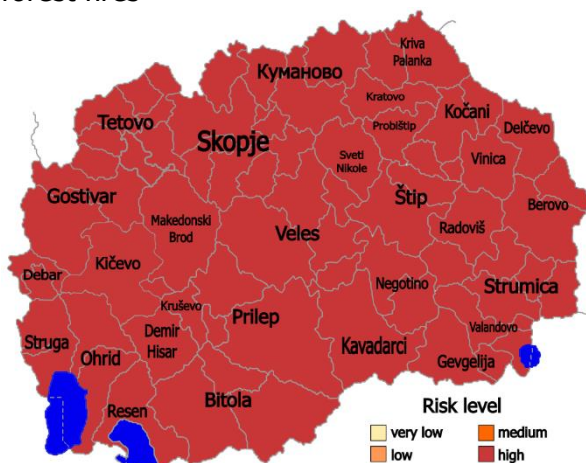 forest fires
Kriva
Palanka
Куманово
Kratovo
Kočani
Tetovo
Probištip
Delčevo
Skopje
Sveti
Nikole
Vinica
Gostivar
Štip
Berovo
Makedonski
Brod
Veles
Radoviš
Kičevo
Debar
Negotino
Strumica
Kruševo
Prilep
Valandovo
Struga
Demir
Hisar
Kavadarci
Ohrid
Gevgelija
Resen
Bitola
Risk level
very low
medium
low
high